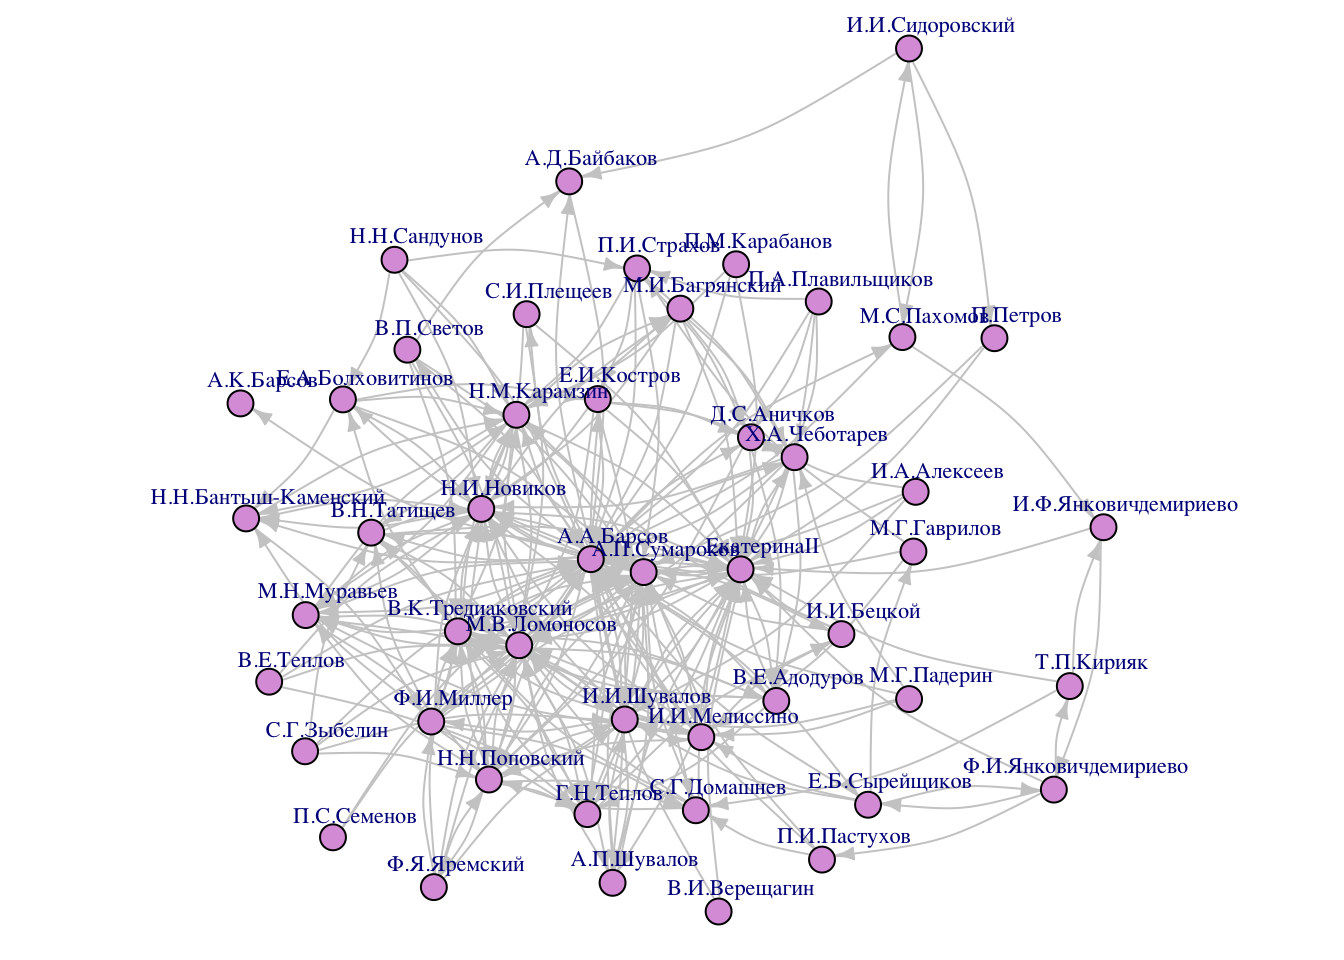 И.И.Сидоровский
А.Д.Байбаков
Н.Н.Сандунов
П.И.Страхов
П.М.Карабанов
П.А.Плавильщиков
М.И.Багрянский
С.И.Плещеев
В.П.Светов
М.С.Пахомов
П.Петров
А.К.Барсов
Е.А.Болховитинов
Е.И.Костров
Н.М.Карамзин
Д.С.Аничков
Х.А.Чеботарев
И.А.Алексеев
Н.Н.Бантыш-Каменский
Н.И.Новиков
В.Н.Татищев
И.Ф.Янковичдемириево
М.Г.Гаврилов
А.А.Барсов
А.П.Сумароков
ЕкатеринаII
М.Н.Муравьев
В.К.Тредиаковский
М.В.Ломоносов
И.И.Бецкой
В.Е.Теплов
Т.П.Кирияк
В.Е.Адодуров
М.Г.Падерин
Ф.И.Миллер
И.И.Шувалов
И.И.Мелиссино
С.Г.Зыбелин
Н.Н.Поповский
Ф.И.Янковичдемириево
Г.Н.Теплов
С.Г.Домашнев
Е.Б.Сырейщиков
П.С.Семенов
П.И.Пастухов
Ф.Я.Яремский
А.П.Шувалов
В.И.Верещагин